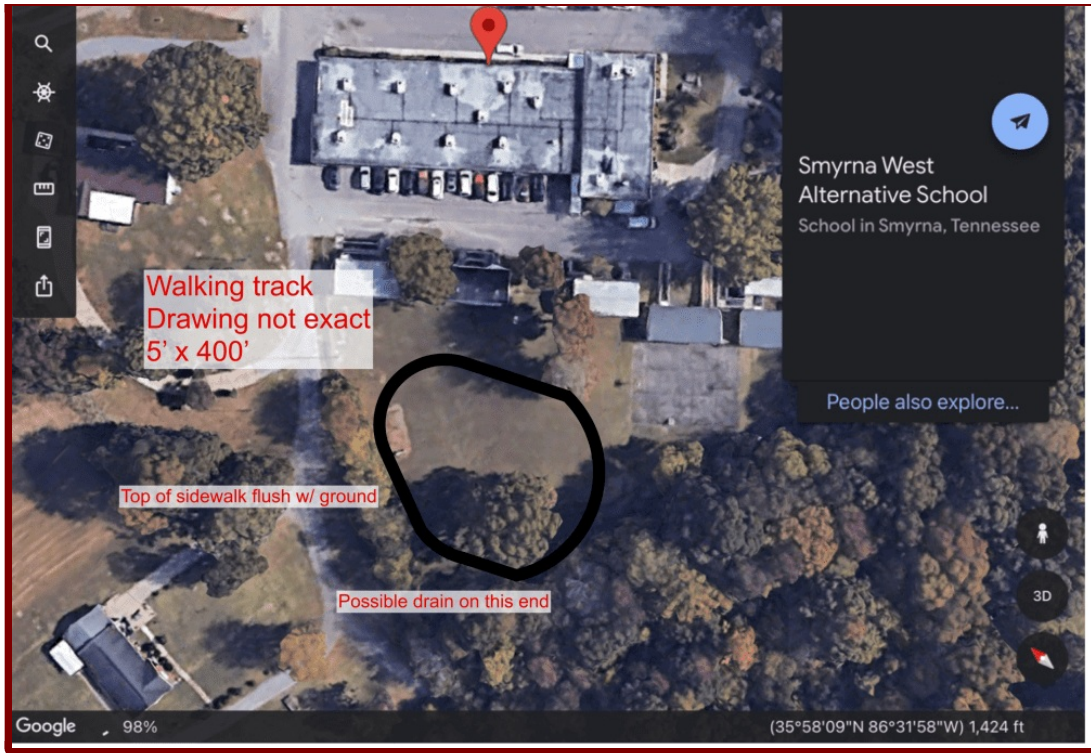 Smyrna West
Alternative School
School in Smyrna, Tennessee
Walking track
Drawing not exact
5’ x 400’
People also explore...
Top of sidewalk flush w/ ground
Possible drain on this end
3D
Google
98%
(35°58'09"N 86°31'58"W) 1,424 ft